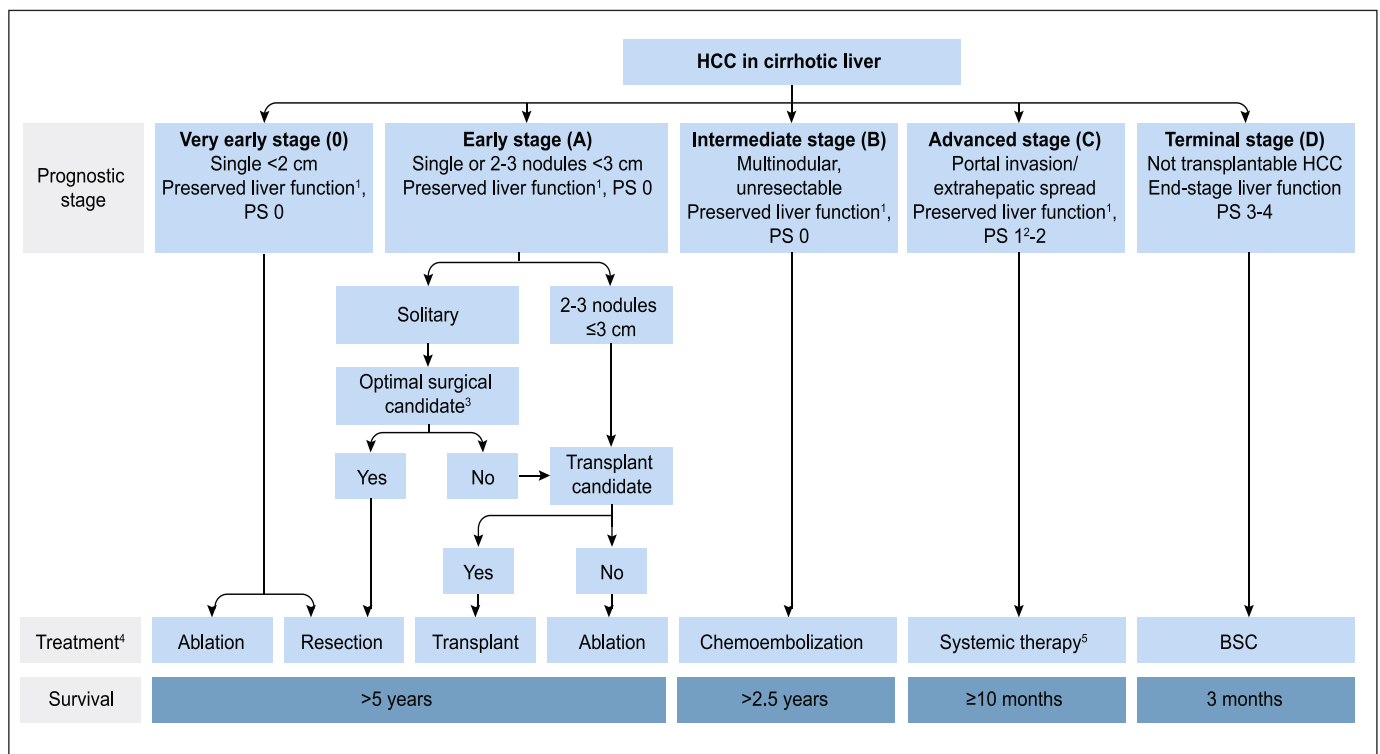 HCC in cirrhotic liver
Prognostic
stage
Very early stage (0)
Single <2 cm
Preserved liver function¹,
PS 0
Early stage (A)
Single or 2-3 nodules <3 cm
Preserved liver function¹, PS 0
Intermediate stage (B)
Multinodular,
unresectable
Preserved liver function¹,
PS 0
Advanced stage (C)
Portal invasion/
extrahepatic spread
Preserved liver function¹,
PS 1²-2
Terminal stage (D)
Not transplantable HCC
End-stage liver function
PS 3-4
Solitary
2-3 nodules
≤3 cm
Optimal surgical
candidate³
Yes
No
Transplant
candidate
Yes
No
Treatment⁴
Ablation
Resection
Transplant
Ablation
Chemoembolization
Systemic therapy⁵
BSC
Survival
>5 years
>2.5 years
≥10 months
3 months